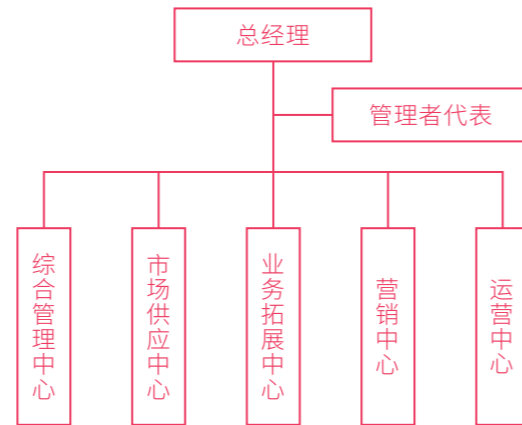 总经理
管理者代表
综合管理中心
市场供应中心
业务拓展中心
营销中心
运营中心